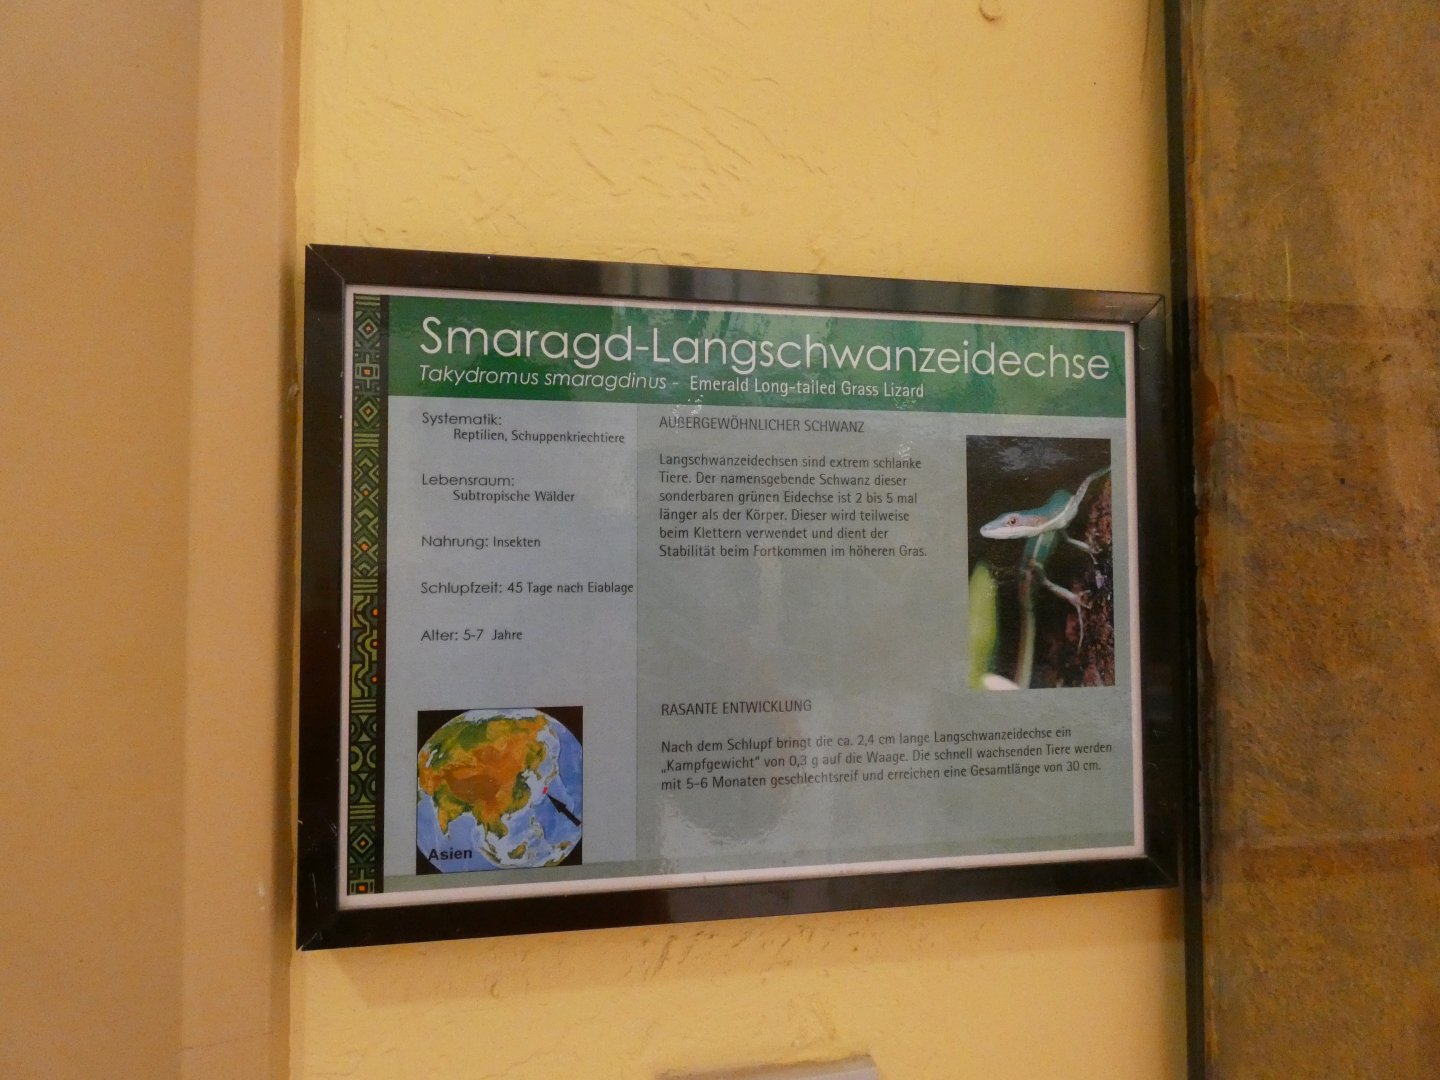 Smaragd-Langschwanzeidechse
Takydromus smaragdinus - Emerald Long-tailed Grass Lizard
Systematik:
Reptilien, Schuppenkriechtiere
Lebensraum:
Subtropische Wälder
Nahrung: Insekten
Schlupfzeit: 45 Tage nach Eiablage
Alter: 5-7 Jahre
Asien
AUßERGEWÖHNLICHER SCHWANZ
Langschwanzeidechsen sind extrem schlanke
Tiere. Der namensgebende Schwanz dieser
sonderbaren grünen Eidechse ist 2 bis 5 mal
länger als der Körper. Dieser wird teilweise
beim Klettern verwendet und dient der
Stabilität beim Fortkommen im höheren Gras.
RASANTE ENTWICKLUNG
Nach dem Schlupf bringt die ca. 2,4 cm lange Langschwanzeidechse ein
„Kampfgewicht" von 0,3 g auf die Waage. Die schnell wachsenden Tiere werden
mit 5-6 Monaten geschlechtsreif und erreichen eine Gesamtlänge von 30 cm.